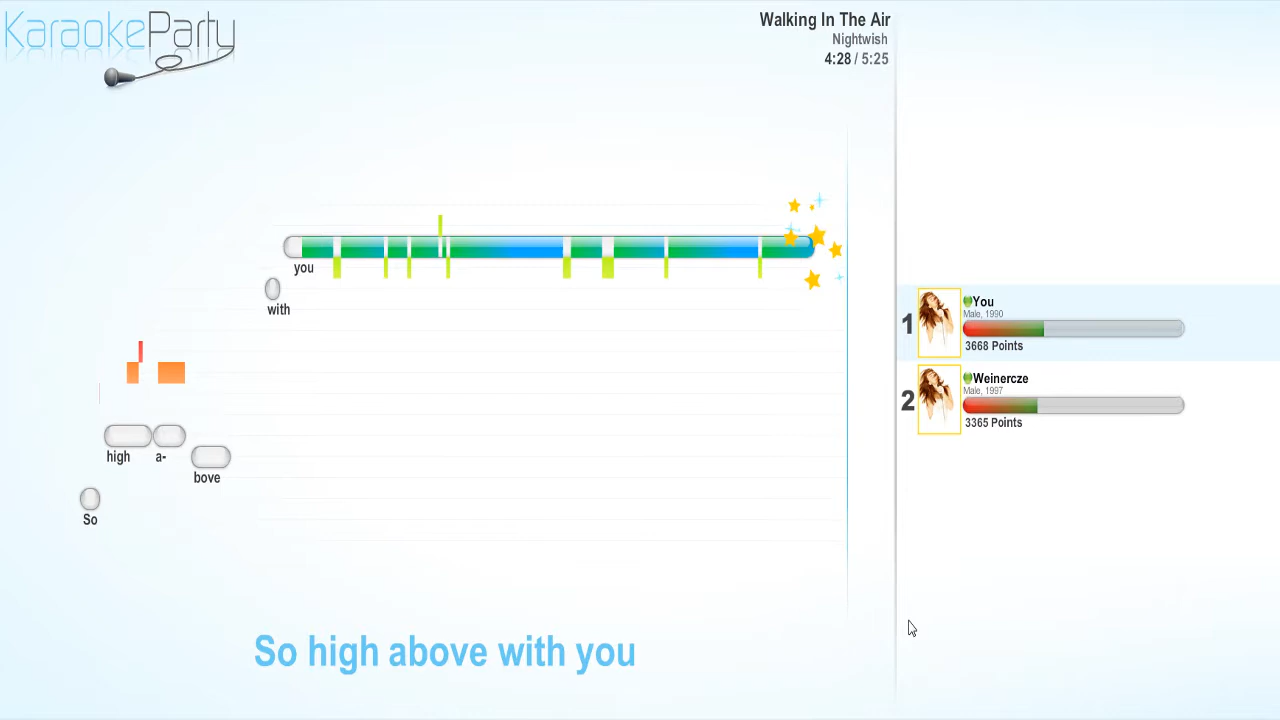 KaraokeParty
Walking In The Air
Nightwish
4:28 / 5:25
you
with
high a-
bove
So
1
You
Male, 1990
3668 Points
2
Weinercze
Male, 1997
3365 Points
So high above with you